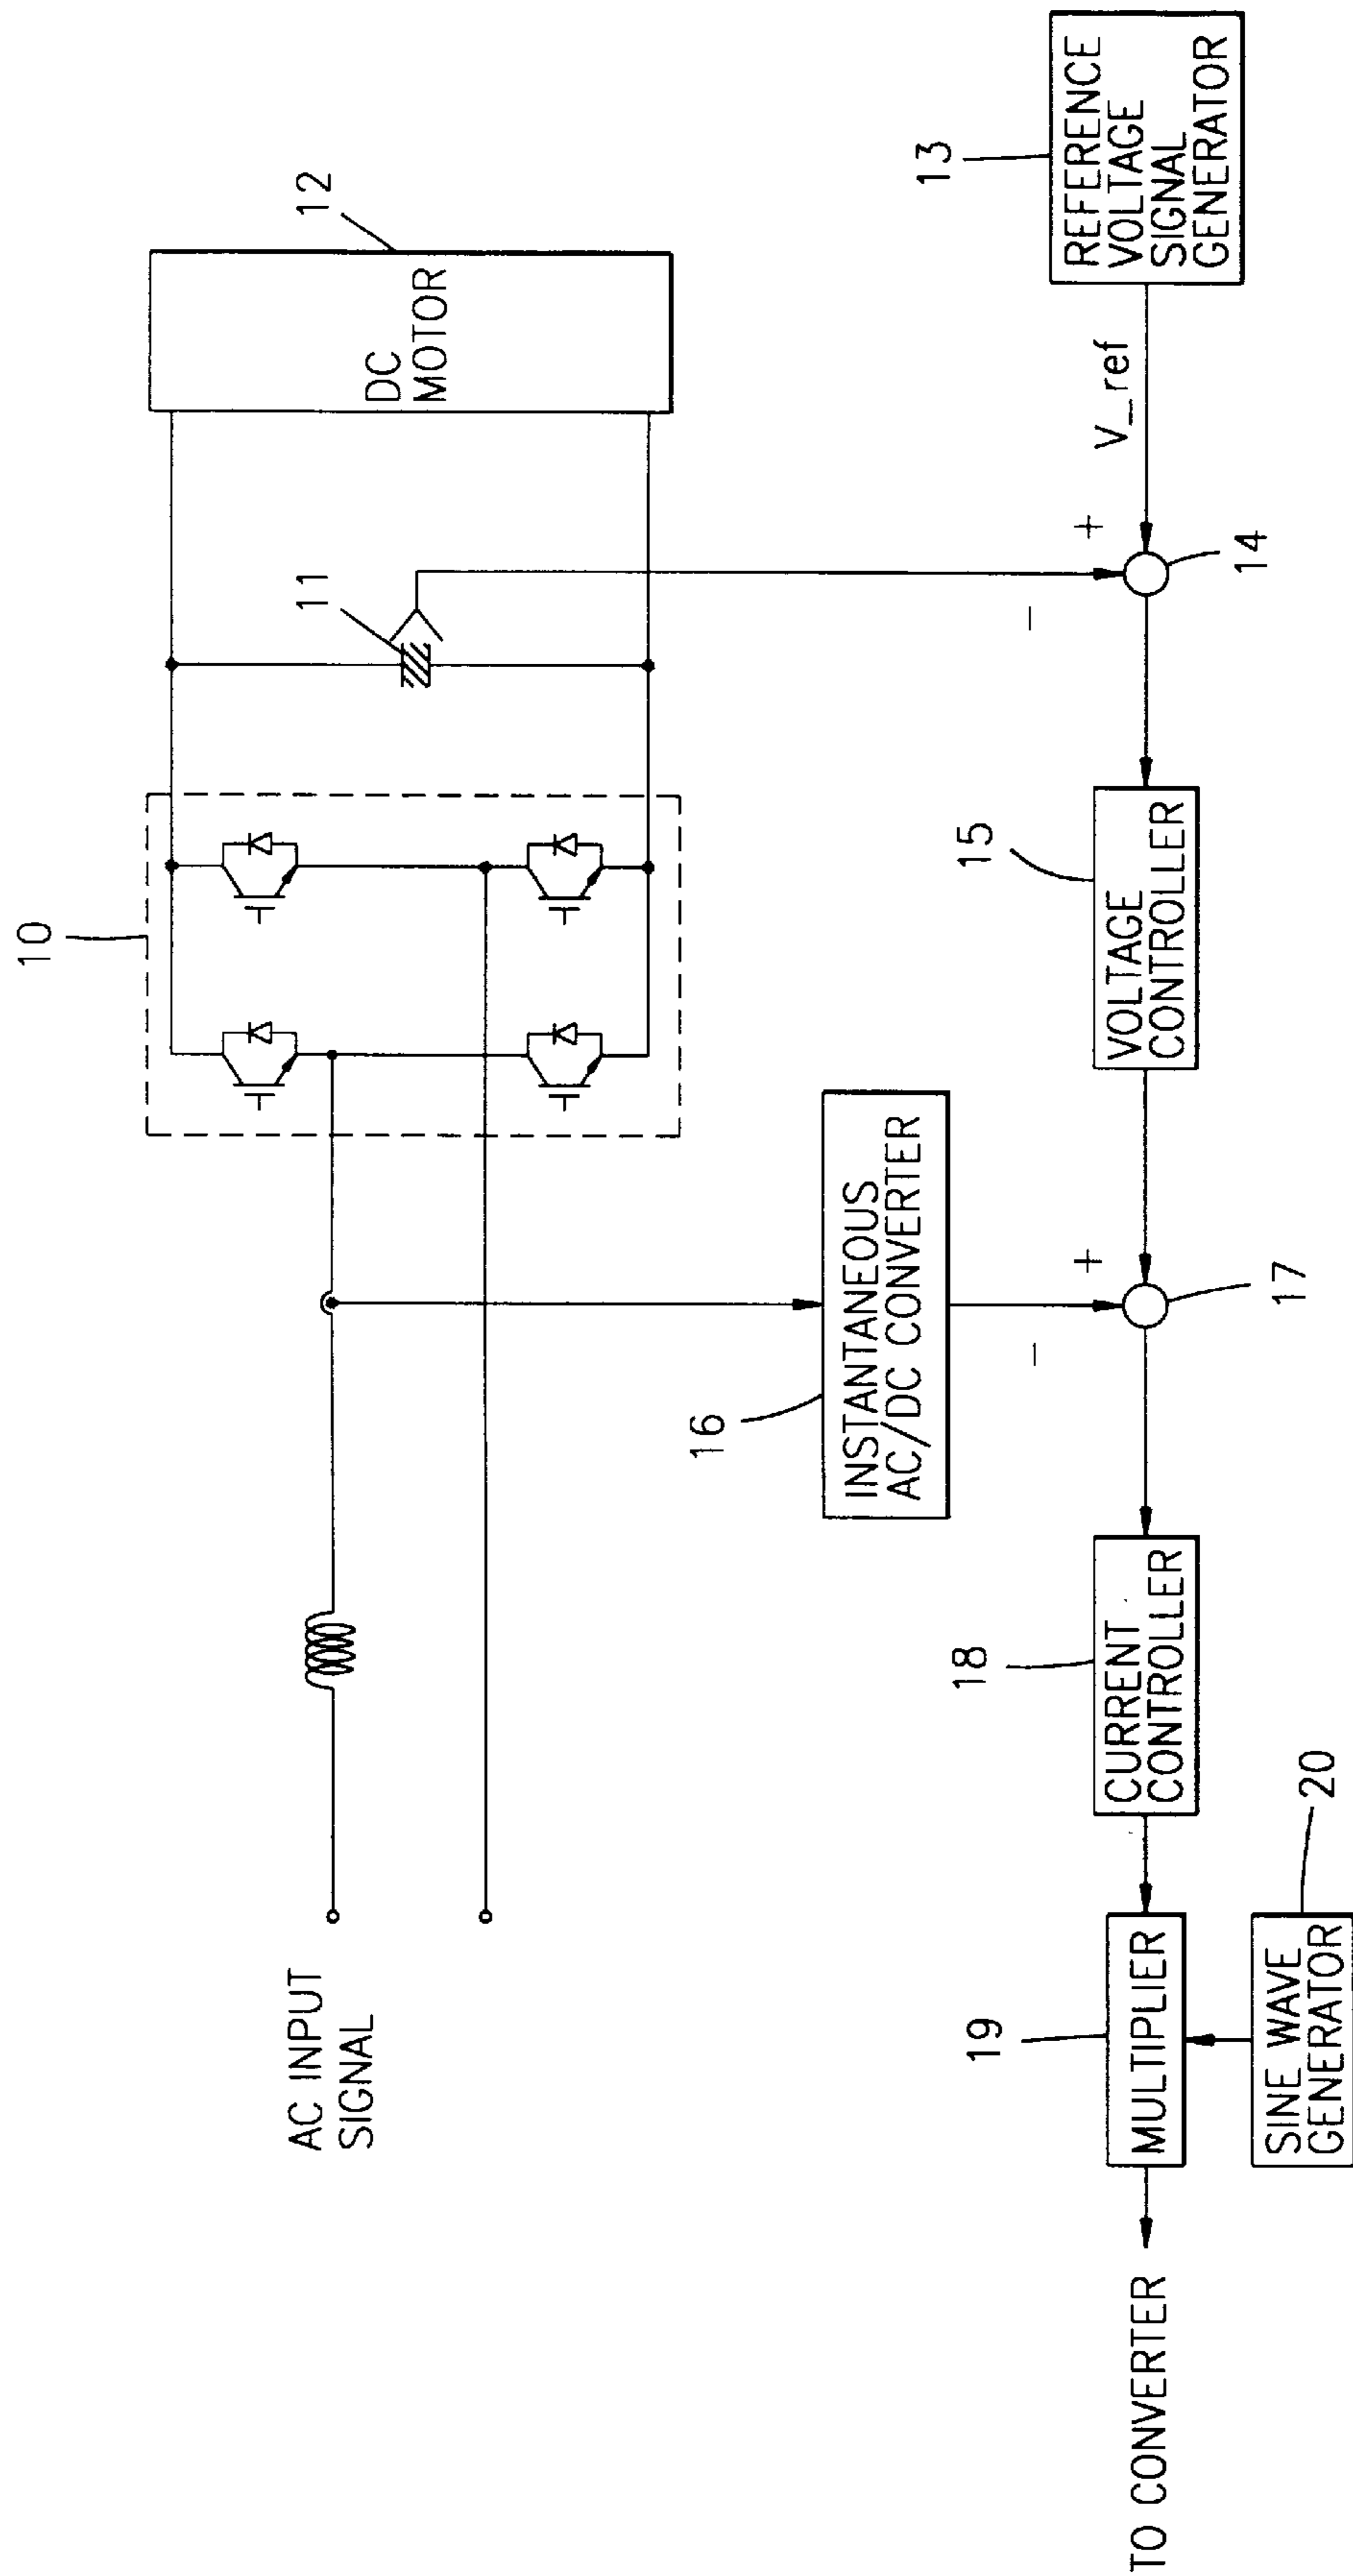 10
11
12
DC
MOTOR
AC INPUT
SIGNAL
16
INSTANTANEOUS
AC/DC CONVERTER
13
REFERENCE
VOLTAGE
SIGNAL
GENERATOR
V_ref
+
−
14
15
VOLTAGE
CONTROLLER
+
−
17
18
CURRENT
CONTROLLER
19
MULTIPLIER
20
SINE WAVE
GENERATOR
TO CONVERTER